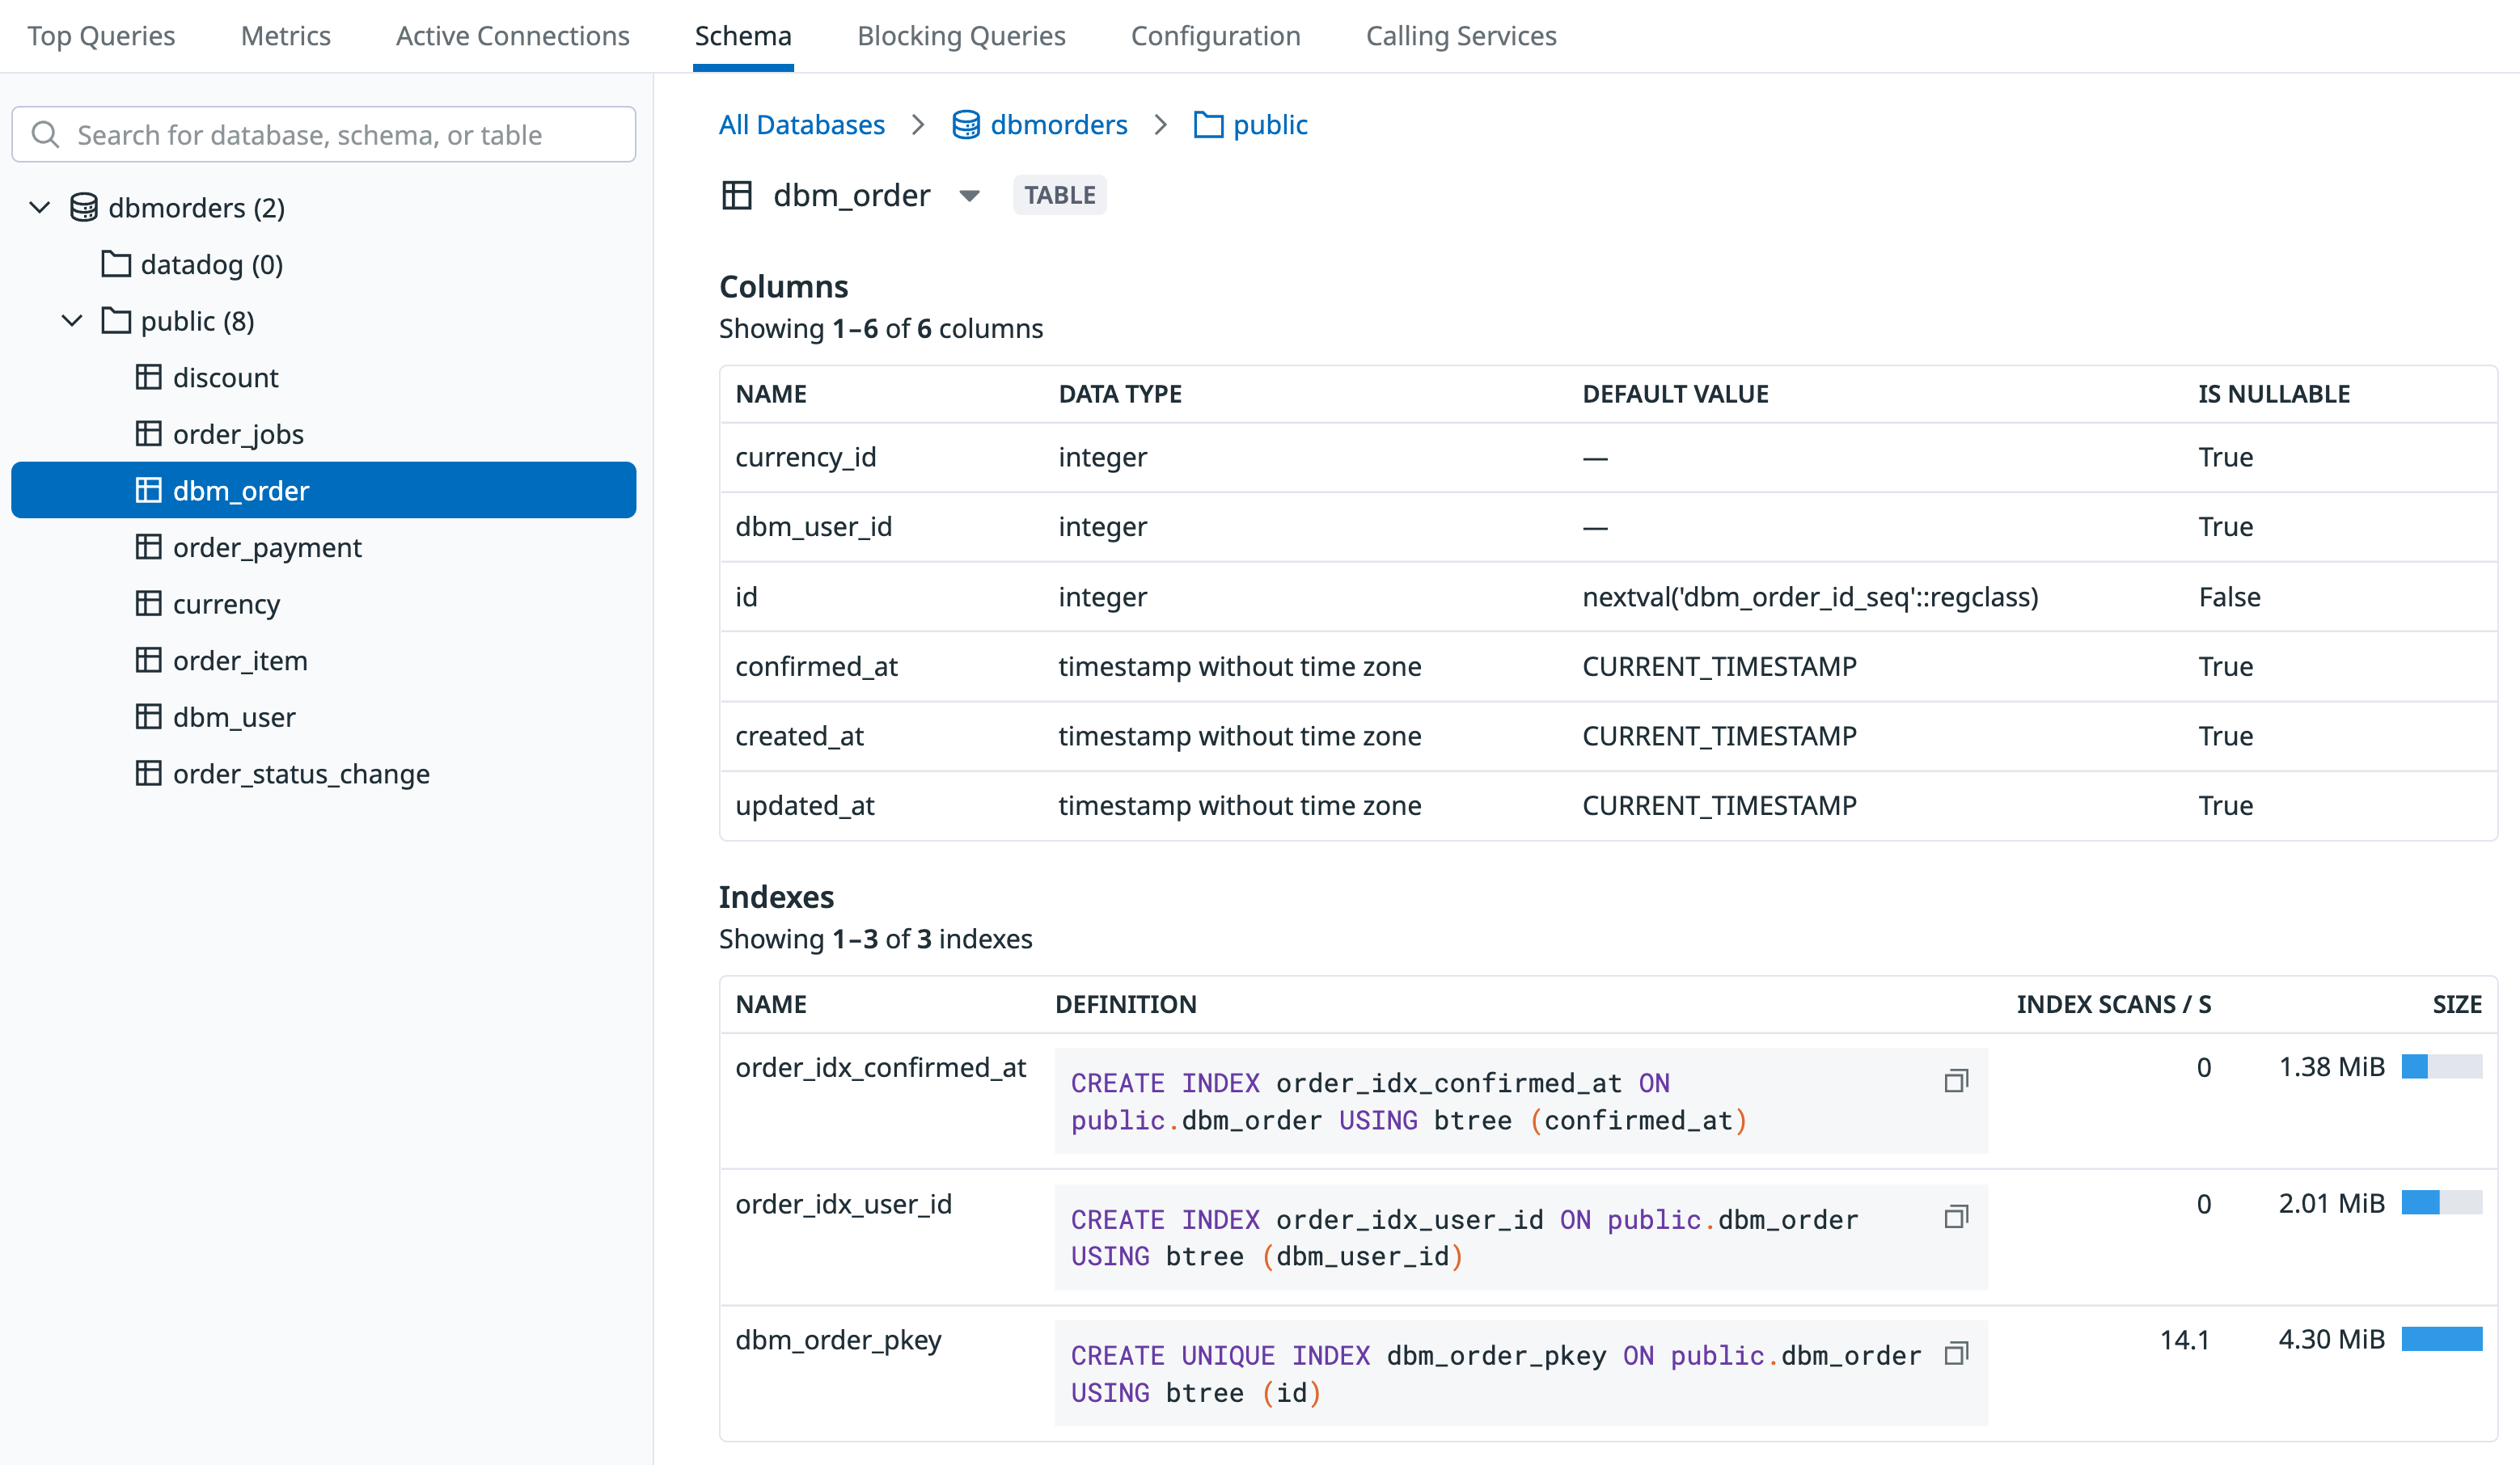 Top Queries Metrics Active Connections Schema Blocking Queries Configuration Calling Services
Search for database, schema, or table
dbmorders (2)
datadog (0)
public (8)
discount
order_jobs
dbm_order
order_payment
currency
order_item
dbm_user
order_status_change
All Databases > dbmorders > public
dbm_order TABLE
Columns
Showing 1–6 of 6 columns
NAME DATA TYPE DEFAULT VALUE IS NULLABLE
currency_id integer — True
dbm_user_id integer — True
id integer nextval('dbm_order_id_seq'::regclass) False
confirmed_at timestamp without time zone CURRENT_TIMESTAMP True
created_at timestamp without time zone CURRENT_TIMESTAMP True
updated_at timestamp without time zone CURRENT_TIMESTAMP True
Indexes
Showing 1–3 of 3 indexes
NAME DEFINITION INDEX SCANS / S SIZE
order_idx_confirmed_at 0 1.38 MiB
CREATE INDEX order_idx_confirmed_at ON
public.dbm_order USING btree (confirmed_at)
order_idx_user_id 0 2.01 MiB
CREATE INDEX order_idx_user_id ON public.dbm_order
USING btree (dbm_user_id)
dbm_order_pkey 14.1 4.30 MiB
CREATE UNIQUE INDEX dbm_order_pkey ON public.dbm_order
USING btree (id)